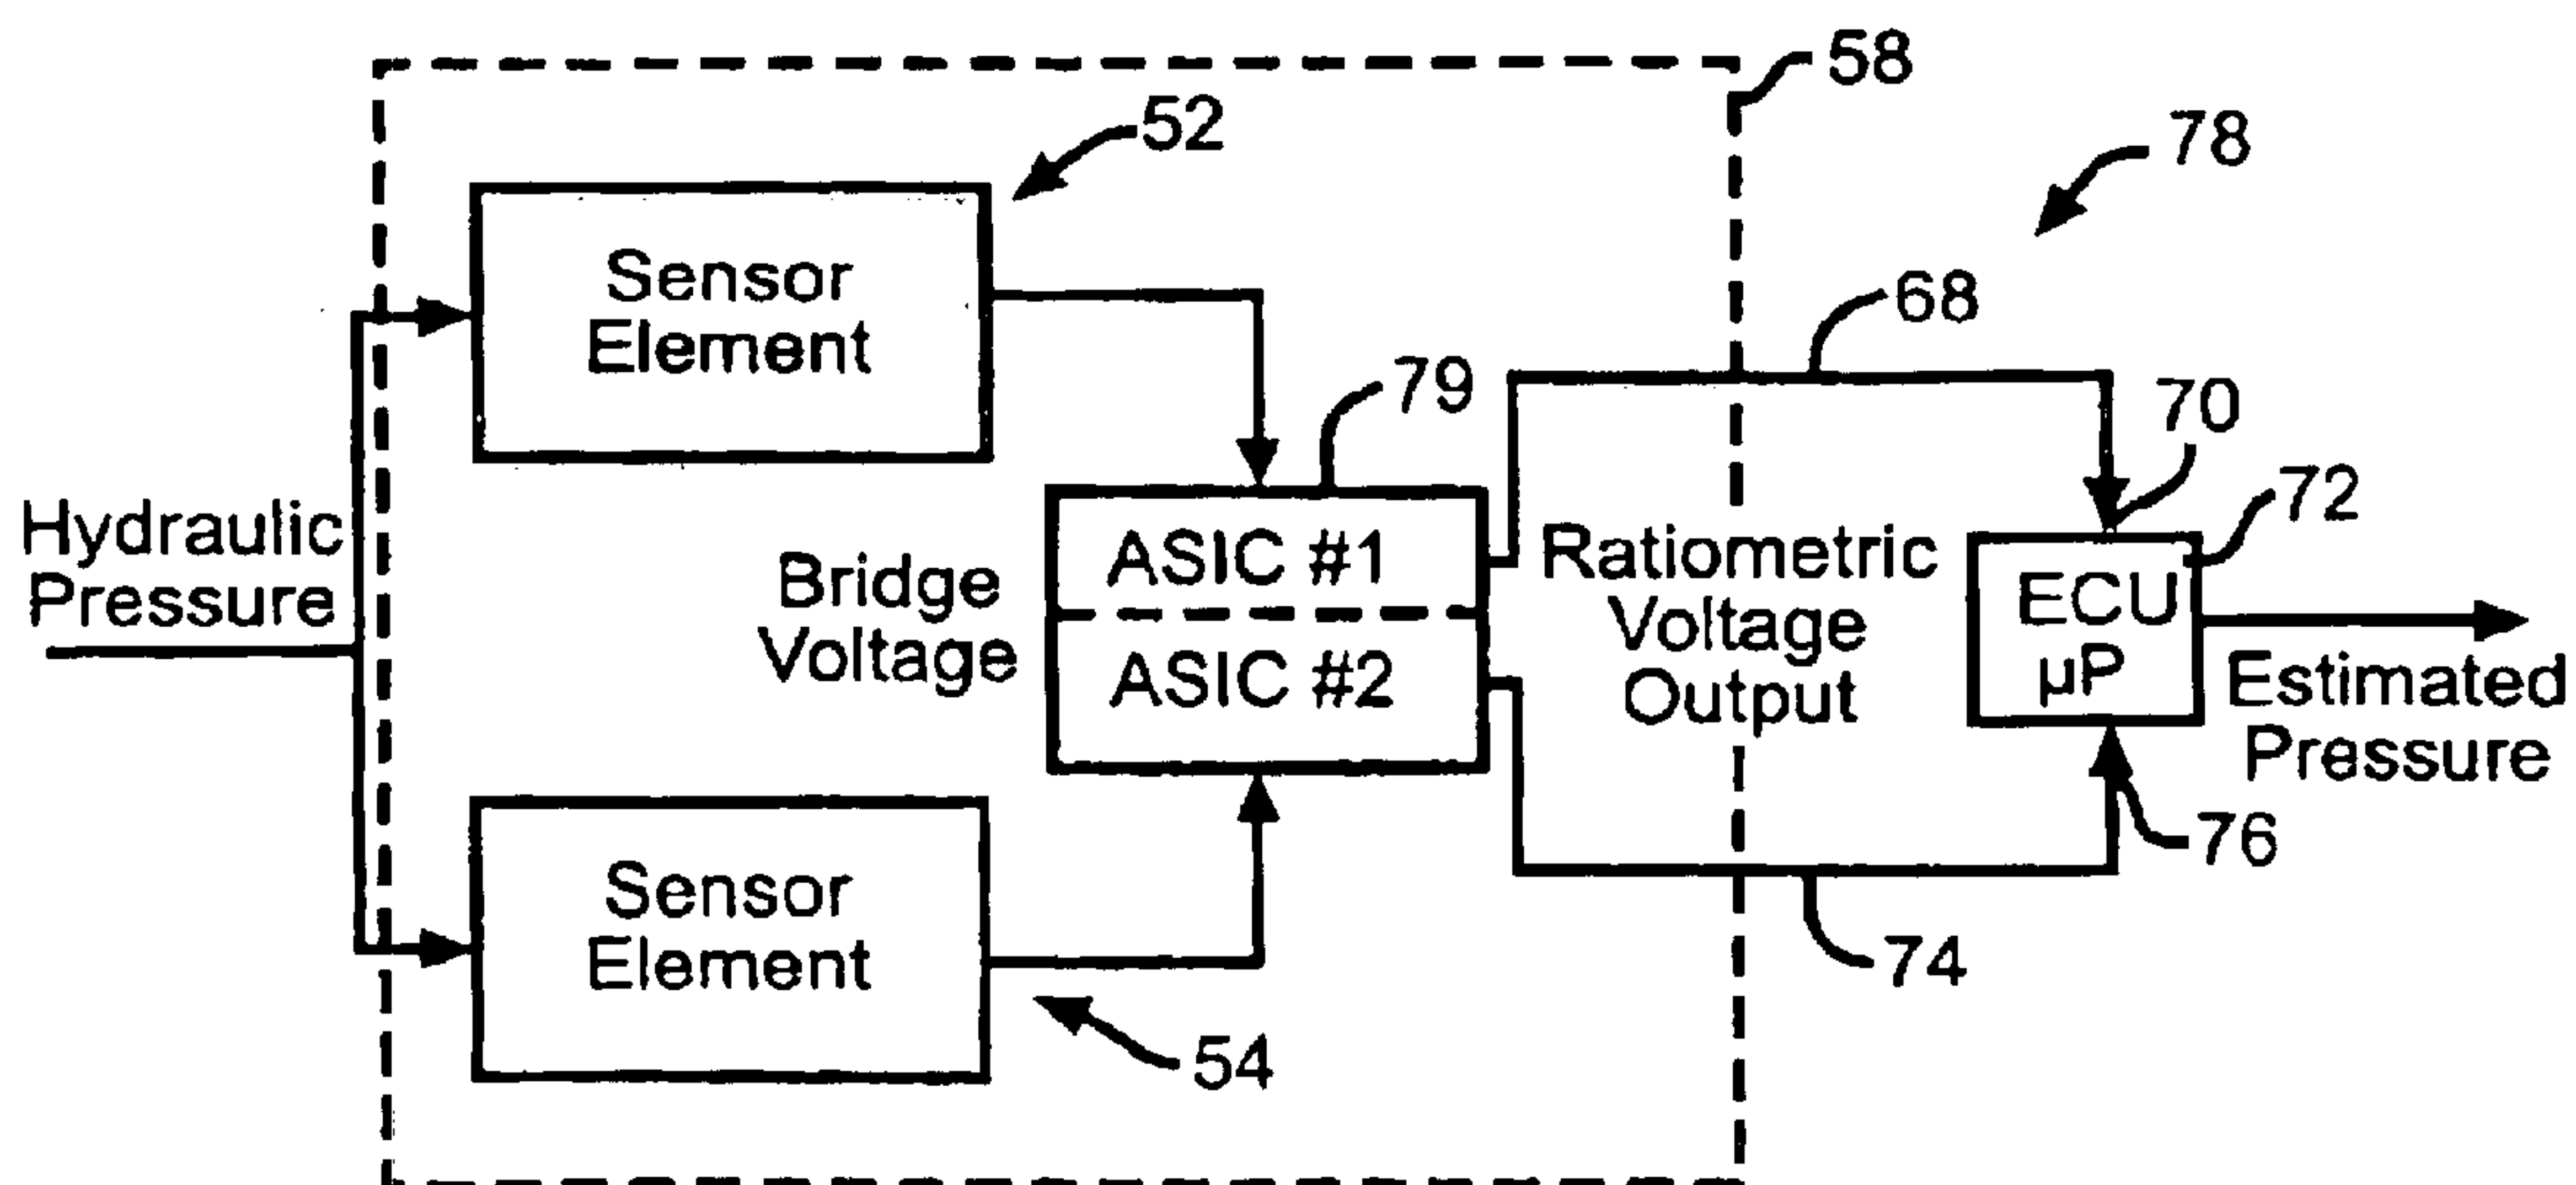 58
52
78
Sensor
Element
68
79
70
72
Hydraulic
Pressure
Bridge
Voltage
ASIC #1
ASIC #2
Ratiometric
Voltage
Output
ECU
µP
Estimated
Pressure
76
Sensor
Element
74
54